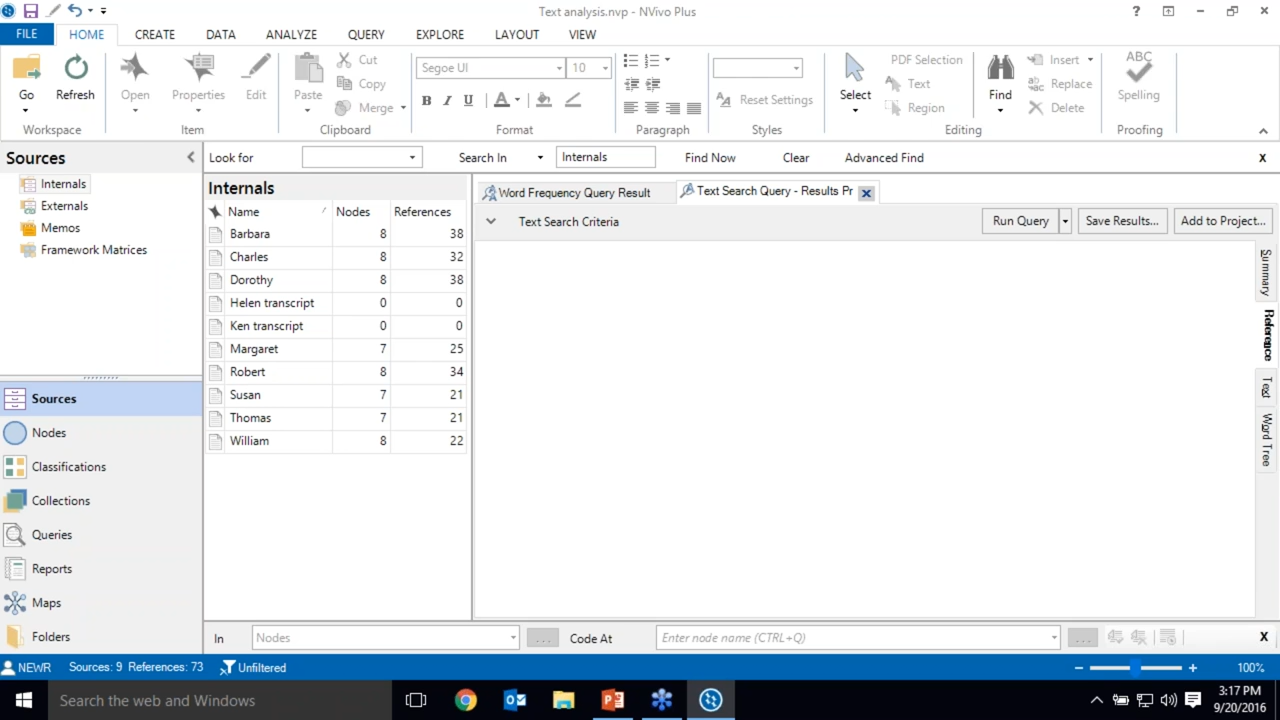 Text analysis.nvp - NVivo Plus
FILE HOME CREATE DATA ANALYZE QUERY EXPLORE LAYOUT VIEW
Go Refresh Open Properties Edit Paste Cut Copy Merge Segoe UI 10 B I U Reset Settings Select PDF Selection Text Region Find Insert Replace Delete ABC Spelling
Workspace Item Clipboard Format Paragraph Styles Editing Proofing
Sources
Look for Search In Internals Find Now Clear Advanced Find x
Internals
Externals
Memos
Framework Matrices
Sources
Nodes
Classifications
Collections
Queries
Reports
Maps
Folders
Internals
Name Nodes References
Barbara 8 38
Charles 8 32
Dorothy 8 38
Helen transcript 0 0
Ken transcript 0 0
Margaret 7 25
Robert 8 34
Susan 7 21
Thomas 7 21
William 8 22
Word Frequency Query Result Text Search Query - Results Pr
Text Search Criteria Run Query Save Results... Add to Project...
Summary
Reference
Text
Word Tree
In Nodes ... Code At Enter node name (CTRL+Q) ... x
NEWR Sources: 9 References: 73 Unfiltered 100%
Search the web and Windows
3:17 PM
9/20/2016